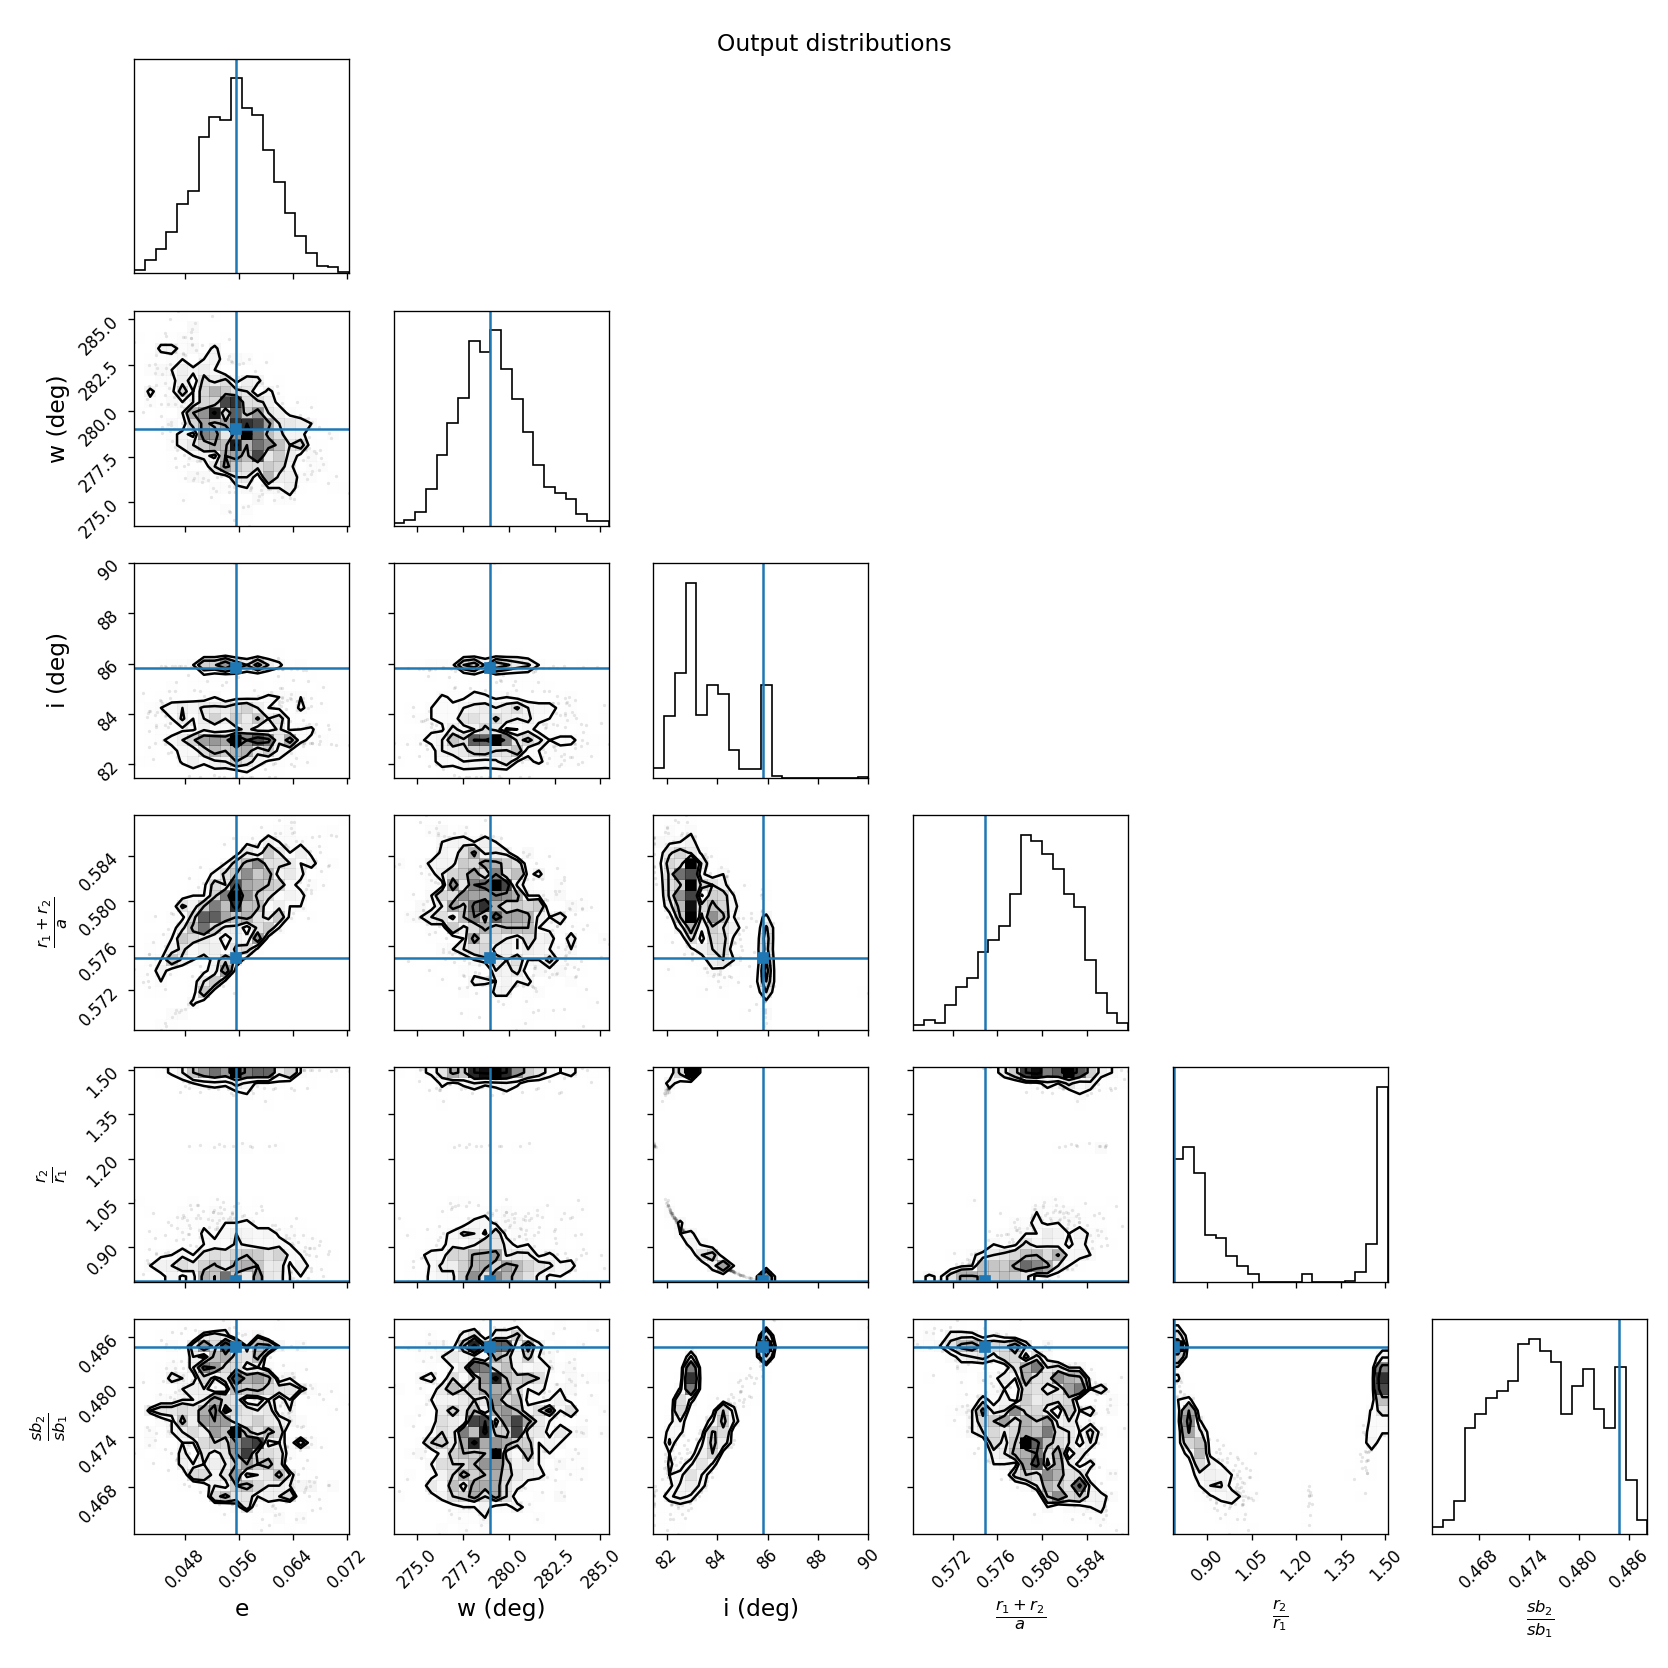 Output distributions
w (deg)
285.0
282.5
280.0
277.5
275.0
i (deg)
90
88
86
84
82
r₁ + r₂
a
0.584
0.580
0.576
0.572
r₂
r₁
1.50
1.35
1.20
1.05
0.90
sb₂
sb₁
0.486
0.480
0.474
0.468
0.048 0.056 0.064 0.072 275.0 277.5 280.0 282.5 285.0 82 84 86 88 90 0.572 0.576 0.580 0.584 0.90 1.05 1.20 1.35 1.50 0.468 0.474 0.480 0.486
e w (deg) i (deg) r₁ + r₂ r₂ sb₂
a r₁ sb₁